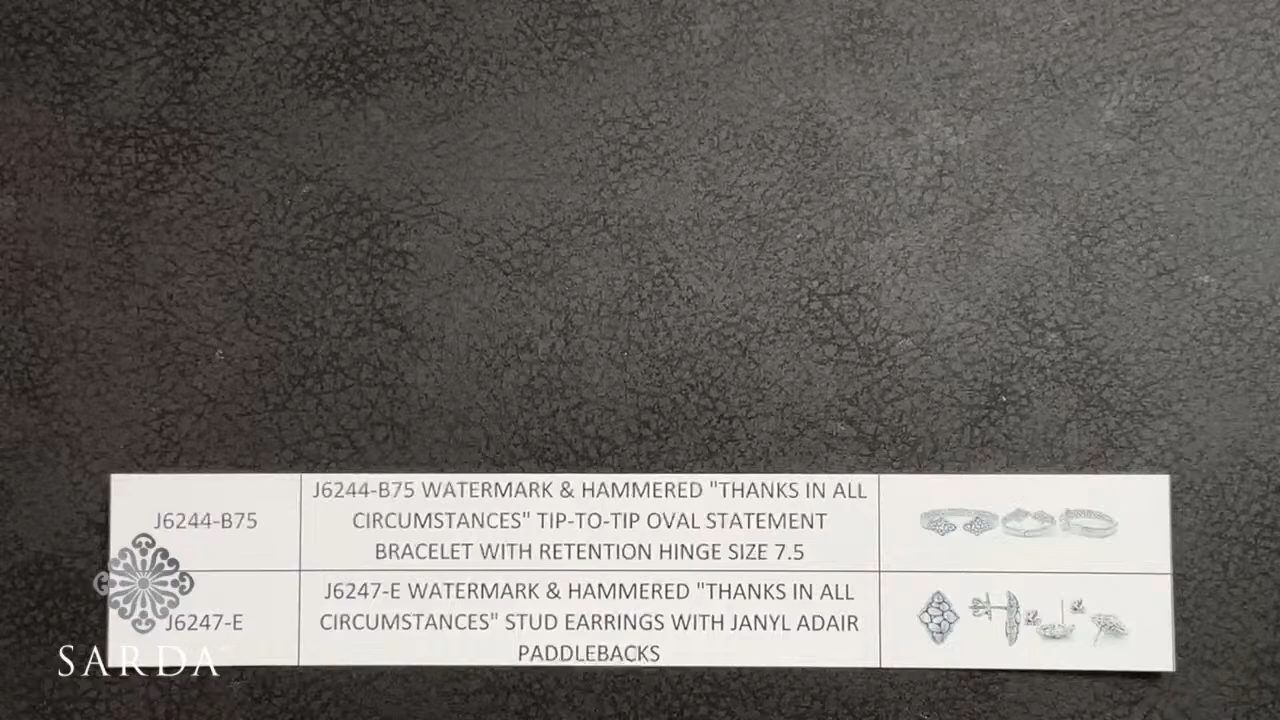 J6244-B75
J6244-B75 WATERMARK & HAMMERED "THANKS IN ALL
CIRCUMSTANCES" TIP-TO-TIP OVAL STATEMENT
BRACELET WITH RETENTION HINGE SIZE 7.5
J6247-E
J6247-E WATERMARK & HAMMERED "THANKS IN ALL
CIRCUMSTANCES" STUD EARRINGS WITH JANYL ADAIR
PADDLEBACKS
SARDA